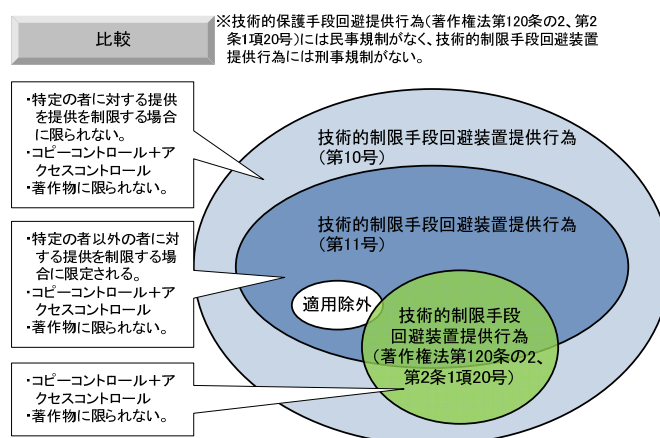 比較
※技術的保護手段回避提供行為（著作権法第120条の2、第2
条1項20号）には民事規制がなく、技術的制限手段回避装置
提供行為には刑事規制がない。
・特定の者に対する提供
を提供を制限する場合
に限られない。
・コピーコントロール＋ア
クセスコントロール
・著作物に限られない。
技術的制限手段回避装置提供行為
（第10号）
・特定の者以外の者に対
する提供を制限する場
合に限定される。
・コピーコントロール＋ア
クセスコントロール
・著作物に限られない。
技術的制限手段回避装置提供行為
（第11号）
適用除外
技術的制限手段
回避装置提供行為
（著作権法第120条の2、
第2条1項20号）
・コピーコントロール＋ア
クセスコントロール
・著作物に限られない。